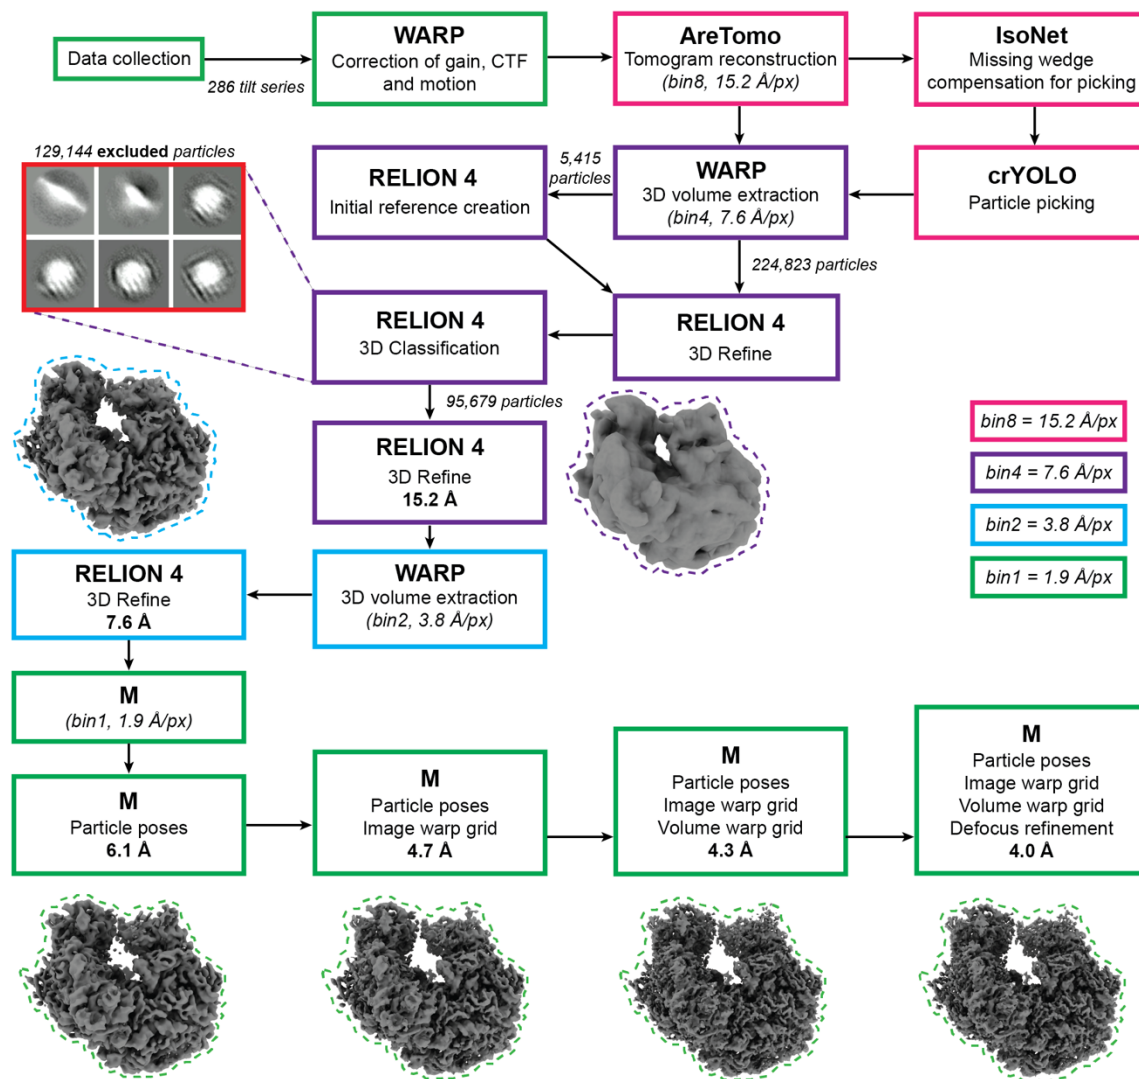 Data collection
286 tilt series
WARP
Correction of gain, CTF
and motion
AreTomo
Tomogram reconstruction
(bin8, 15.2 Å/px)
IsoNet
Missing wedge
compensation for picking
129,144 excluded particles
RELION 4
Initial reference creation
5,415
particles
WARP
3D volume extraction
(bin4, 7.6 Å/px)
crYOLO
Particle picking
224,823 particles
RELION 4
3D Classification
RELION 4
3D Refine
95,679 particles
RELION 4
3D Refine
15.2 Å
bin8 = 15.2 Å/px
bin4 = 7.6 Å/px
bin2 = 3.8 Å/px
bin1 = 1.9 Å/px
RELION 4
3D Refine
7.6 Å
WARP
3D volume extraction
(bin2, 3.8 Å/px)
M
(bin1, 1.9 Å/px)
M
Particle poses
6.1 Å
M
Particle poses
Image warp grid
4.7 Å
M
Particle poses
Image warp grid
Volume warp grid
4.3 Å
M
Particle poses
Image warp grid
Volume warp grid
Defocus refinement
4.0 Å